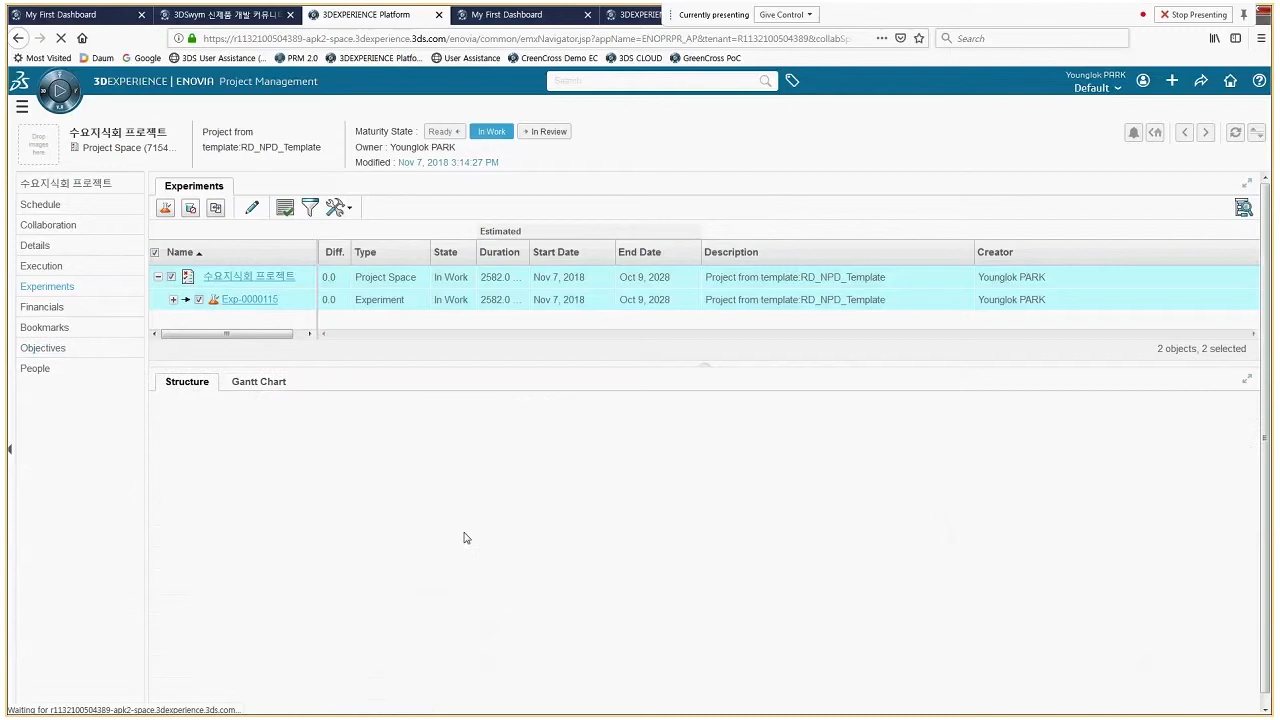 My First Dashboard
3DSwym 신제품 개발 커뮤니
3DEXPERIENCE Platform
My First Dashboard
3DEXPERIEN
Currently presenting
Give Control
Stop Presenting
https://r1132100504389-apk2-space.3dexperience.3ds.com/enovia/common/emxNavigator.jsp?appName=ENOPRPR_AP&tenant=R1132100504389&collabSp
Search
Most Visited
Daum
Google
3DS User Assistance (...
PRM 2.0
3DEXPERIENCE Platfo...
User Assistance
GreenCross Demo EC
3DS CLOUD
GreenCross PoC
3DEXPERIENCE | ENOVIA Project Management
Search
Younglok PARK
Default
Drop
images
here
수요지식회 프로젝트
Project Space (7154...
Project from
template:RD_NPD_Template
Maturity State :
Ready
In Work
In Review
Owner : Younglok PARK
Modified : Nov 7, 2018 3:14:27 PM
수요지식회 프로젝트
Schedule
Collaboration
Details
Execution
Experiments
Financials
Bookmarks
Objectives
People
Experiments
Estimated
Name Diff. Type State Duration Start Date End Date Description Creator
수요지식회 프로젝트 0.0 Project Space In Work 2582.0 ... Nov 7, 2018 Oct 9, 2028 Project from template:RD_NPD_Template Younglok PARK
Exp-0000115 0.0 Experiment In Work 2582.0 ... Nov 7, 2018 Oct 9, 2028 Project from template:RD_NPD_Template Younglok PARK
2 objects, 2 selected
Structure
Gantt Chart
Waiting for r1132100504389-apk2-space.3dexperience.3ds.com...